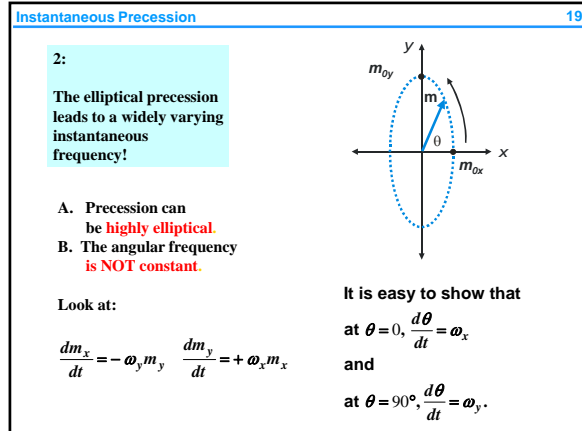 Instantaneous Precession 19
2:
The elliptical precession
leads to a widely varying
instantaneous
frequency!
A. Precession can
be highly elliptical.
B. The angular frequency
is NOT constant.
Look at:
dm_x/dt = − ω_y m_y   dm_y/dt = + ω_x m_x
y
m_0y
m
θ
x
m_0x
It is easy to show that
at θ = 0, dθ/dt = ω_x
and
at θ = 90°, dθ/dt = ω_y.